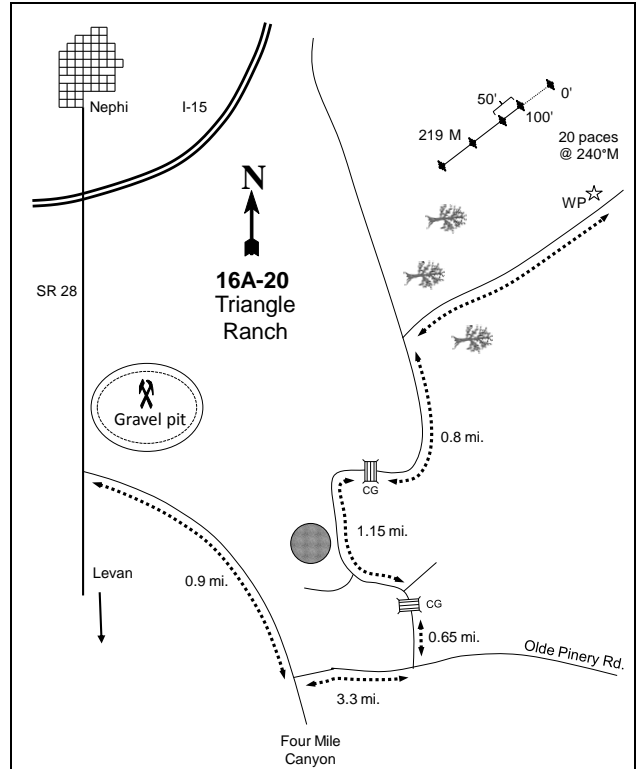 Nephi
I-15
0'
50'
100'
219 M
20 paces
@ 240°M
WP
N
16A-20
Triangle
Ranch
SR 28
Gravel pit
0.8 mi.
CG
1.15 mi.
Levan
0.9 mi.
CG
0.65 mi.
Olde Pinery Rd.
3.3 mi.
Four Mile
Canyon